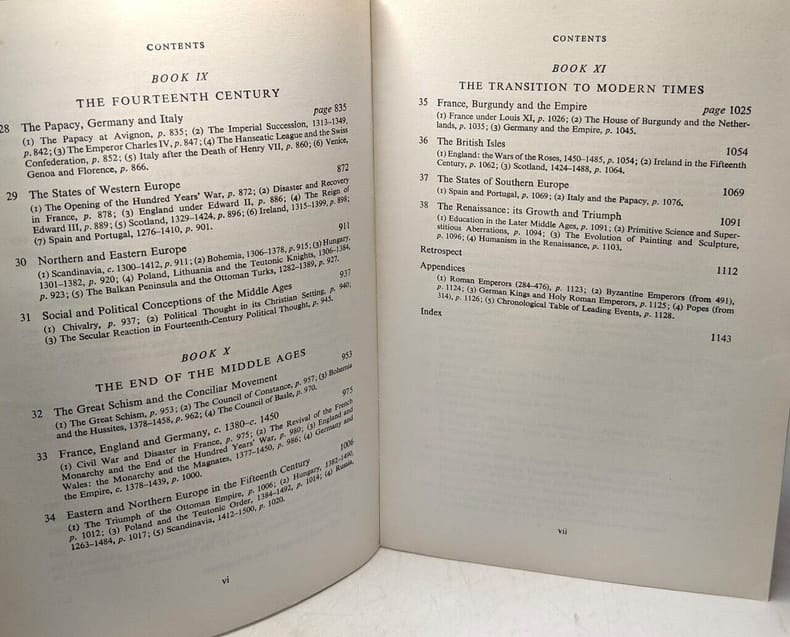 CONTENTS
BOOK IX
THE FOURTEENTH CENTURY
28 The Papacy, Germany and Italy page 835
(1) The Papacy at Avignon, p. 835; (2) The Imperial Succession, 1313–1349,
p. 842; (3) The Emperor Charles IV, p. 847; (4) The Hanseatic League and the Swiss
Confederation, p. 852; (5) Italy after the Death of Henry VII, p. 860; (6) Venice,
Genoa and Florence, p. 866.
29 The States of Western Europe 872
(1) The Opening of the Hundred Years' War, p. 872; (2) Disaster and Recovery
in France, p. 878; (3) England under Edward II, p. 886; (4) The Reign of
Edward III, p. 889; (5) Scotland, 1329–1424, p. 896; (6) Ireland, 1315–1399, p. 898;
(7) Spain and Portugal, 1276–1410, p. 901.
30 Northern and Eastern Europe 911
(1) Scandinavia, c. 1300–1412, p. 911; (2) Bohemia, 1306–1378, p. 915; (3) Hungary,
1301–1382, p. 920; (4) Poland, Lithuania and the Teutonic Knights, 1306–1384,
p. 923; (5) The Balkan Peninsula and the Ottoman Turks, 1282–1389, p. 927.
31 Social and Political Conceptions of the Middle Ages 937
(1) Chivalry, p. 937; (2) Political Thought in its Christian Setting, p. 940;
(3) The Secular Reaction in Fourteenth-Century Political Thought, p. 945.
BOOK X
THE END OF THE MIDDLE AGES
32 The Great Schism and the Conciliar Movement 953
(1) The Great Schism, p. 953; (2) The Council of Constance, p. 957; (3) Bohemia
and the Hussites, 1378–1458, p. 962; (4) The Council of Basle, p. 970.
33 France, England and Germany, c. 1380–c. 1450 975
(1) Civil War and Disaster in France, p. 975; (2) The Revival of the French
Monarchy and the End of the Hundred Years' War, p. 980; (3) England and
Wales: the Monarchy and the Magnates, 1377–1450, p. 986; (4) Germany and
the Empire, c. 1378–1439, p. 1000.
34 Eastern and Northern Europe in the Fifteenth Century 1006
(1) The Triumph of the Ottoman Empire, p. 1006; (2) Hungary, 1382–1490,
p. 1012; (3) Poland and the Teutonic Order, 1384–1492, p. 1014; (4) Russia,
1263–1484, p. 1017; (5) Scandinavia, 1412–1500, p. 1020.
vi
CONTENTS
BOOK XI
THE TRANSITION TO MODERN TIMES
35 France, Burgundy and the Empire page 1025
(1) France under Louis XI, p. 1026; (2) The House of Burgundy and the Nether-
lands, p. 1035; (3) Germany and the Empire, p. 1045.
36 The British Isles 1054
(1) England: the Wars of the Roses, 1450–1485, p. 1054; (2) Ireland in the Fifteenth
Century, p. 1062; (3) Scotland, 1424–1488, p. 1064.
37 The States of Southern Europe 1069
(1) Spain and Portugal, p. 1069; (2) Italy and the Papacy, p. 1076.
38 The Renaissance: its Growth and Triumph 1091
(1) Education in the Later Middle Ages, p. 1091; (2) Primitive Science and Super-
stitious Aberrations, p. 1094; (3) The Evolution of Painting and Sculpture,
p. 1096; (4) Humanism in the Renaissance, p. 1103.
Retrospect 1112
Appendices
(1) Roman Emperors (284–476), p. 1123; (2) Byzantine Emperors (from 491),
p. 1124; (3) German Kings and Holy Roman Emperors, p. 1125; (4) Popes (from
314), p. 1126; (5) Chronological Table of Leading Events, p. 1128.
Index 1143
vii